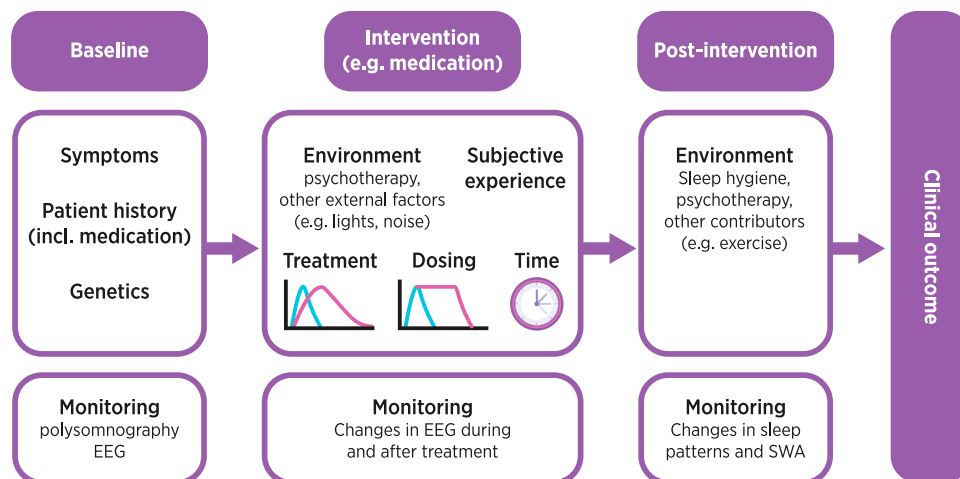 Baseline
Intervention
(e.g. medication)
Post-intervention
Symptoms
Patient history
(incl. medication)
Genetics
Environment
psychotherapy,
other external factors
(e.g. lights, noise)
Subjective
experience
Treatment
Dosing
Time
Environment
Sleep hygiene,
psychotherapy,
other contributors
(e.g. exercise)
Clinical outcome
Monitoring
polysomnography
EEG
Monitoring
Changes in EEG during
and after treatment
Monitoring
Changes in sleep
patterns and SWA